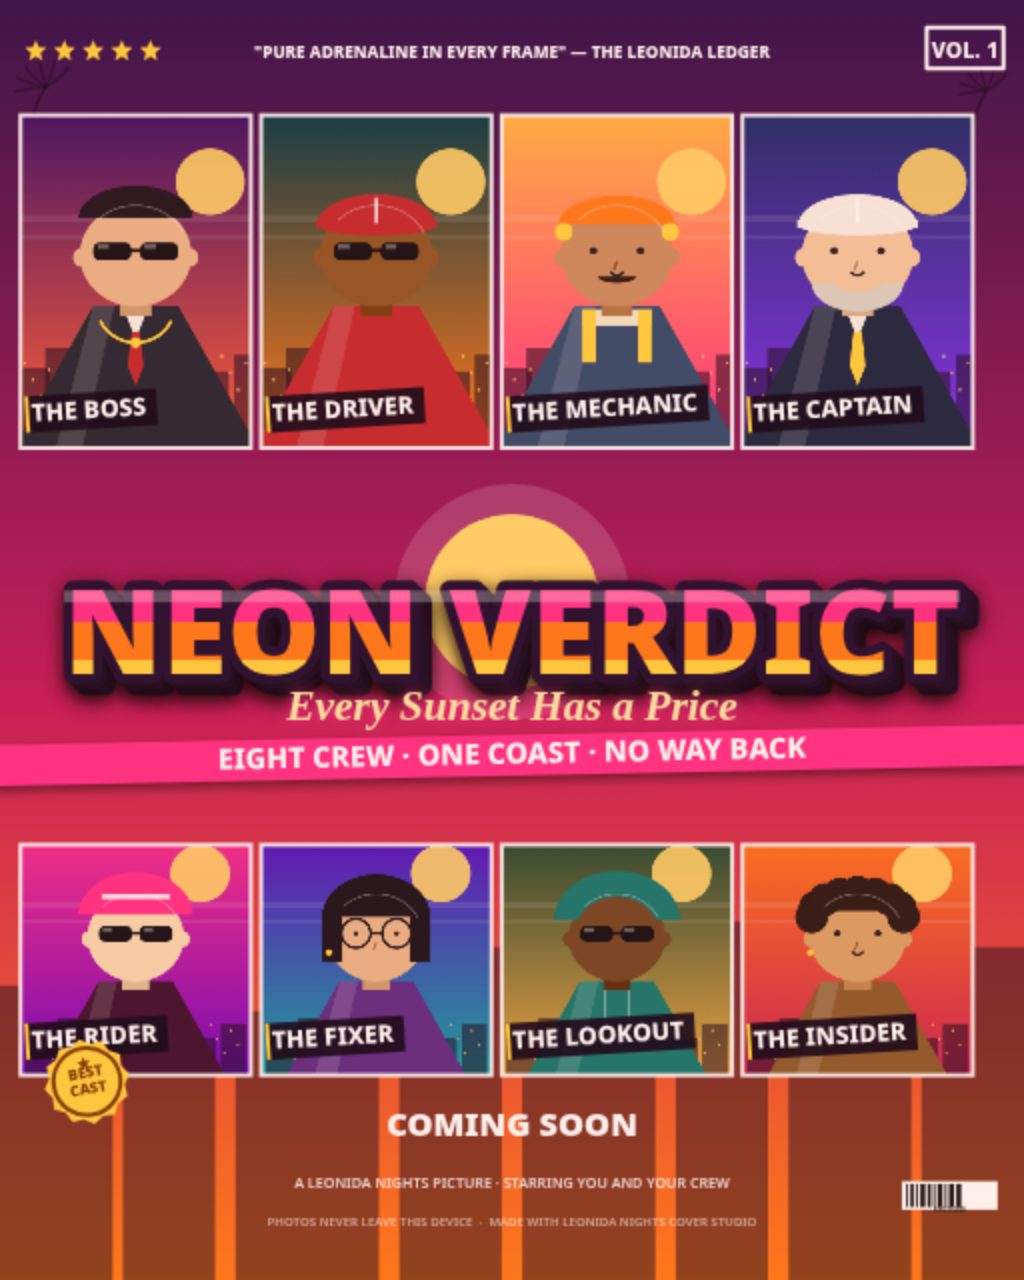 "PURE ADRENALINE IN EVERY FRAME" — THE LEONIDA LEDGER
VOL. 1
THE BOSS
THE DRIVER
THE MECHANIC
THE CAPTAIN
NEON VERDICT
Every Sunset Has a Price
EIGHT CREW · ONE COAST · NO WAY BACK
THE RIDER
THE FIXER
THE LOOKOUT
THE INSIDER
BEST
CAST
COMING SOON
A LEONIDA NIGHTS PICTURE · STARRING YOU AND YOUR CREW
PHOTOS NEVER LEAVE THIS DEVICE · MADE WITH LEONIDA NIGHTS COVER STUDIO